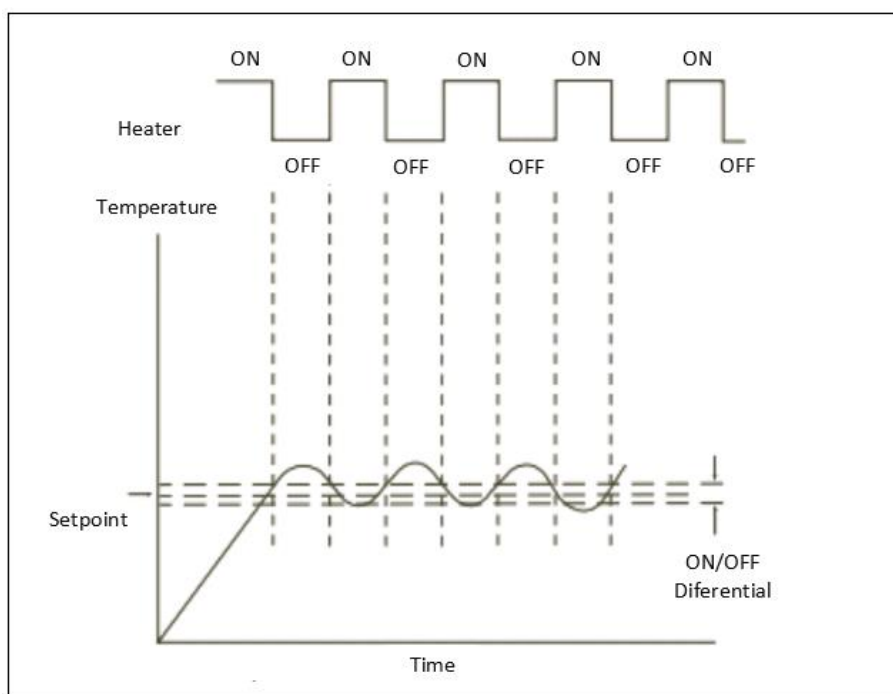 ON ON ON ON ON
Heater
OFF OFF OFF OFF OFF
Temperature
Setpoint
ON/OFF
Diferential
Time